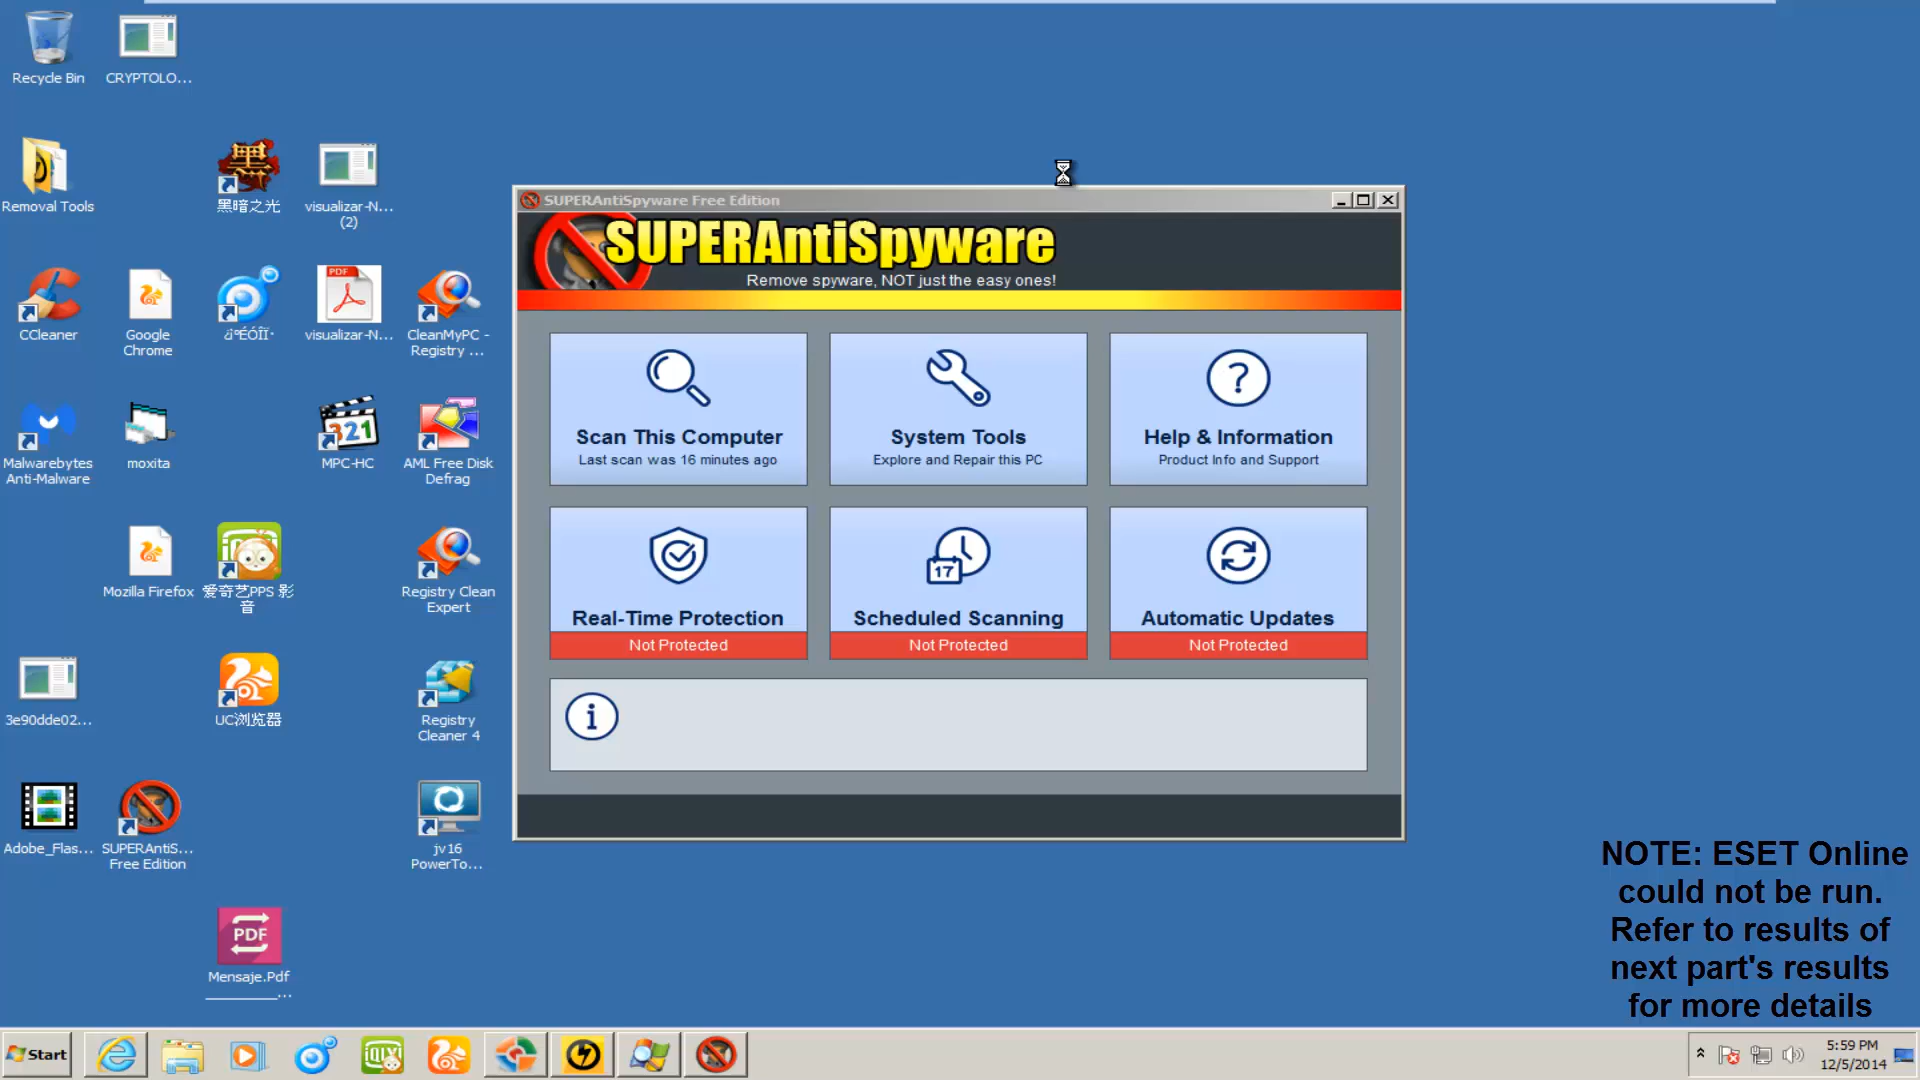 Recycle Bin
CRYPTOLO...
Removal Tools
黑暗之光
visualizar-N...
(2)
CCleaner
Google
Chrome
PDF
visualizar-N...
CleanMyPC -
Registry ...
Malwarebytes
Anti-Malware
moxita
321
MPC-HC
AML Free Disk
Defrag
Mozilla Firefox
爱奇艺PPS 影
音
Registry Clean
Expert
3e90dde02...
UC浏览器
Registry
Cleaner 4
Adobe_Flas...
SUPERAntiS...
Free Edition
jv16
PowerTo...
PDF
Mensaje.Pdf
_________...
SUPERAntiSpyware Free Edition
SUPERAntiSpyware
Remove spyware, NOT just the easy ones!
Scan This Computer
Last scan was 16 minutes ago
System Tools
Explore and Repair this PC
Help & Information
Product Info and Support
Real-Time Protection
Not Protected
17
Scheduled Scanning
Not Protected
Automatic Updates
Not Protected
NOTE: ESET Online
could not be run.
Refer to results of
next part's results
for more details
Start
5:59 PM
12/5/2014